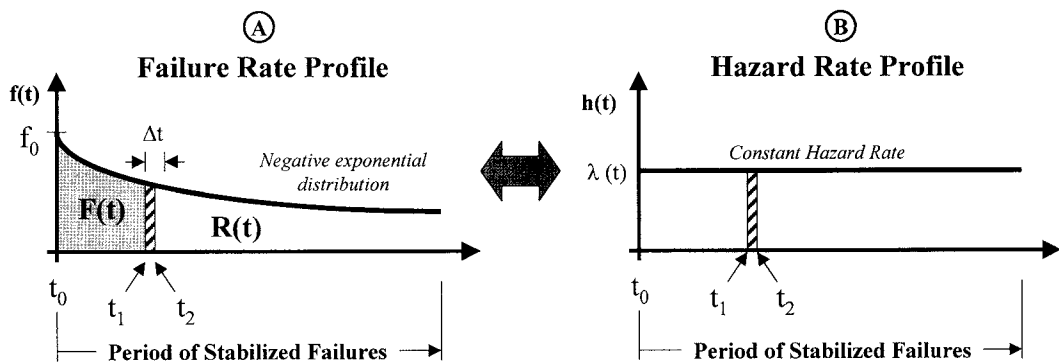 A
Failure Rate Profile
f(t)
f0
Δt
Negative exponential
distribution
F(t)
R(t)
t0
t1
t2
Period of Stabilized Failures
B
Hazard Rate Profile
h(t)
Constant Hazard Rate
λ (t)
t0
t1
t2
Period of Stabilized Failures